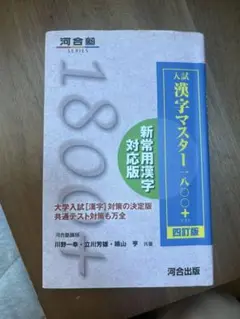 河合塾
SERIES
1800+
入試
漢字マスター一八〇〇+
四訂版
新常用漢字
対応版
大学入試［漢字］対策の決定版
共通テスト対策も万全
河合塾講師
川野一幸・立川芳雄・晴山 亨 共著
河合出版